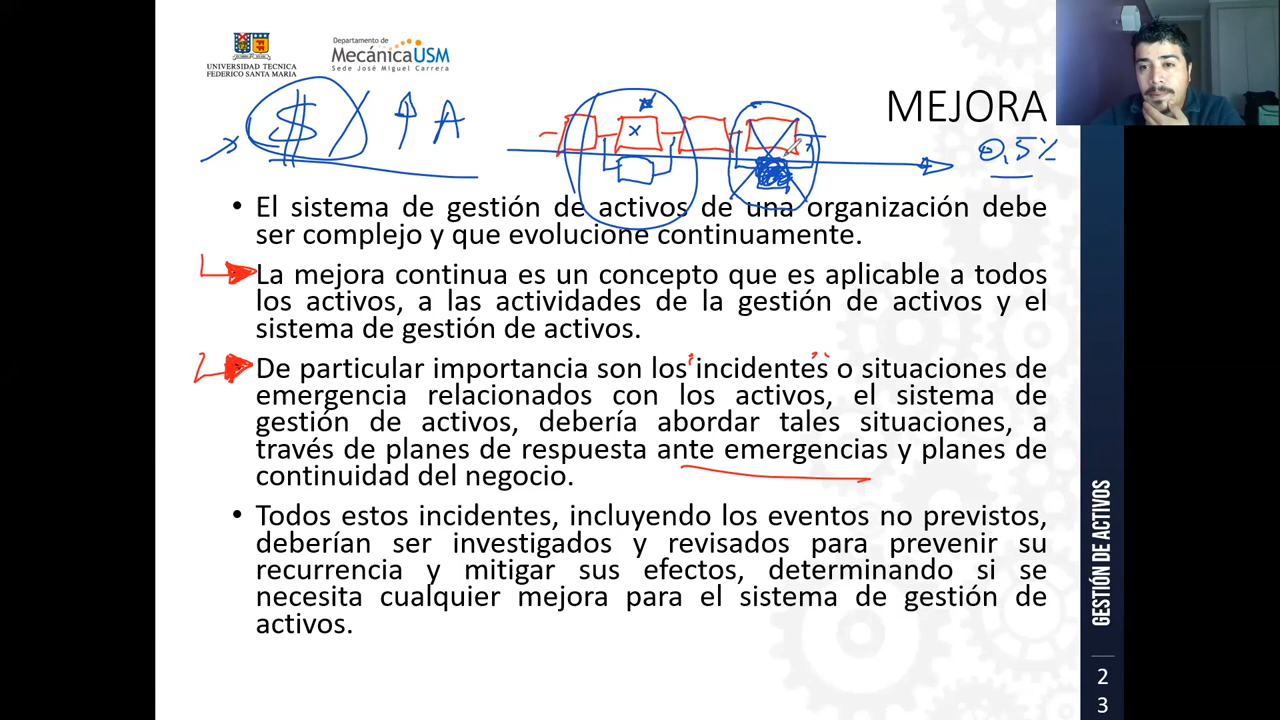 UNIVERSIDAD TECNICA
FEDERICO SANTA MARIA
Departamento de
MecánicaUSM
Sede José Miguel Carrera
MEJORA
$ / ↑ A
0,5%
• El sistema de gestión de activos de una organización debe
ser complejo y que evolucione continuamente.
La mejora continua es un concepto que es aplicable a todos
los activos, a las actividades de la gestión de activos y el
sistema de gestión de activos.
De particular importancia son los incidentes o situaciones de
emergencia relacionados con los activos, el sistema de
gestión de activos, debería abordar tales situaciones, a
través de planes de respuesta ante emergencias y planes de
continuidad del negocio.
• Todos estos incidentes, incluyendo los eventos no previstos,
deberían ser investigados y revisados para prevenir su
recurrencia y mitigar sus efectos, determinando si se
necesita cualquier mejora para el sistema de gestión de
activos.
GESTIÓN DE ACTIVOS
2
3